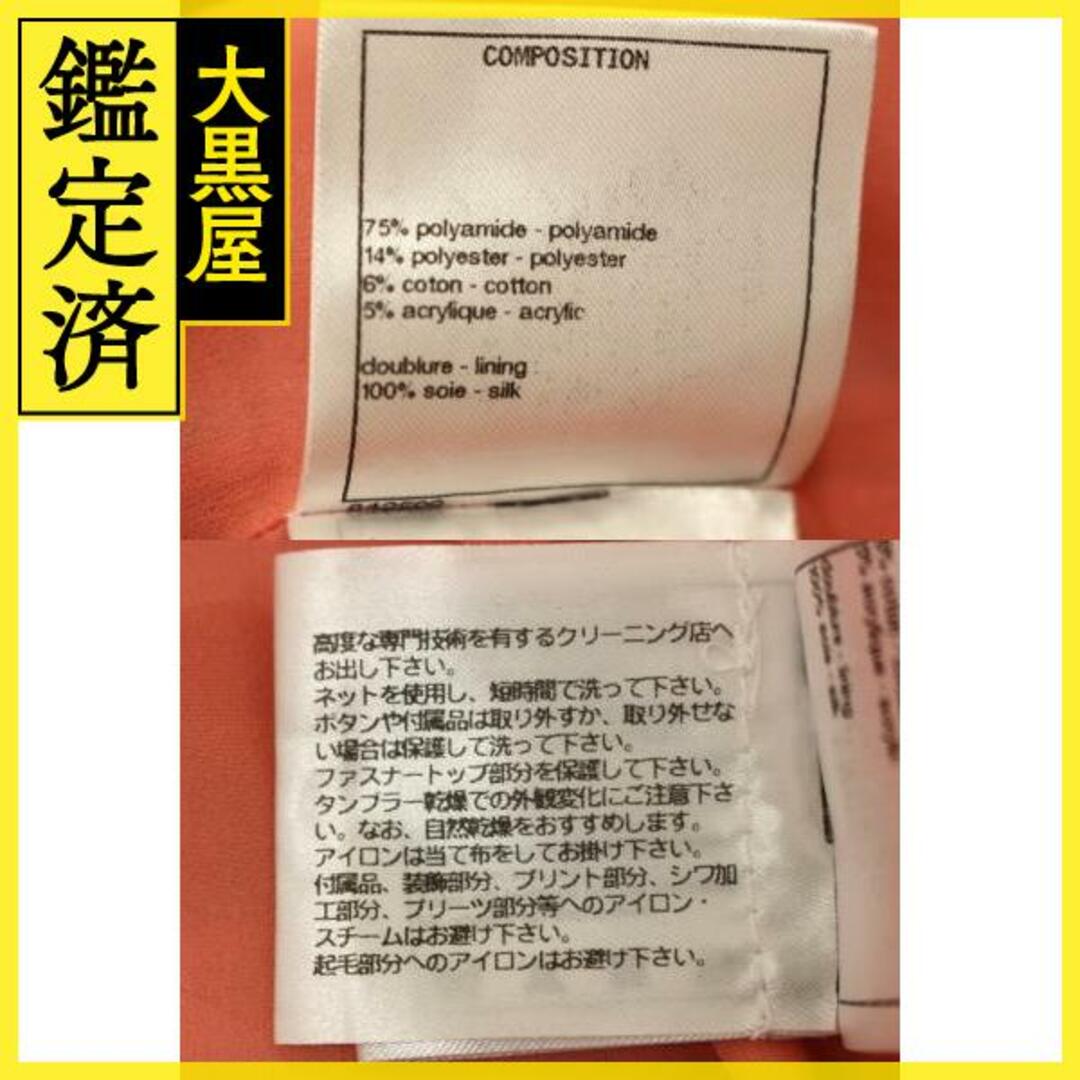 鑑定済
大黒屋
COMPOSITION
75% polyamide - polyamide
14% polyester - polyester
6% coton - cotton
5% acrylique - acrylic
doublure - lining
100% soie - silk
高度な専門技術を有するクリーニング店へ
お出し下さい。
ネットを使用し、短時間で洗って下さい。
ボタンや付属品は取り外すか、取り外せな
い場合は保護して洗って下さい。
ファスナートップ部分を保護して下さい。
タンブラー乾燥での外観変化にご注意下さ
い。なお、自然乾燥をおすすめします。
アイロンは当て布をしてお掛け下さい。
付属品、装飾部分、プリント部分、シワ加
工部分、プリーツ部分等へのアイロン・
スチームはお避け下さい。
起毛部分へのアイロンはお避け下さい。
doublure - lining
100% soie - silk